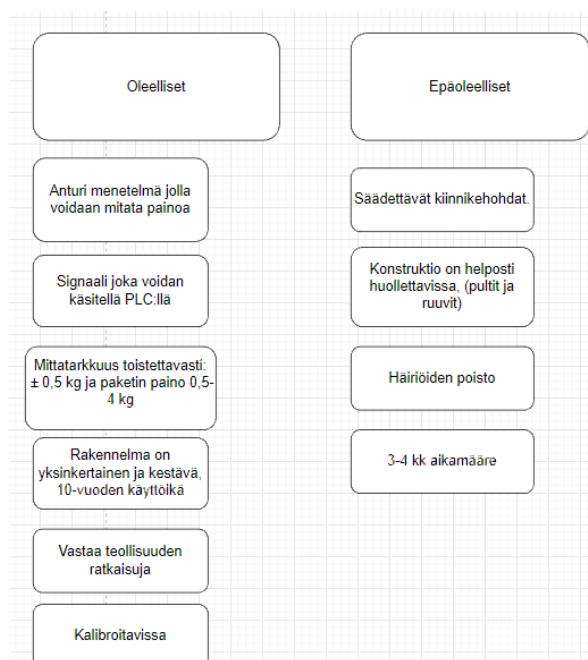 Oleelliset
Epäoleelliset
Anturi menetelmä jolla
voidaan mitata painoa
Signaali joka voidan
käsitellä PLC:llä
Mittatarkkuus toistettavasti:
± 0,5 kg ja paketin paino 0,5-
4 kg
Rakennelma on
yksinkertainen ja kestävä,
10-vuoden käyttöikä
Vastaa teollisuuden
ratkaisuja
Kalibroitavissa
Säädettävät kiinnikehohdat.
Konstruktio on helposti
huollettavissa, (pultit ja
ruuvit)
Häiriöiden poisto
3-4 kk aikamääre